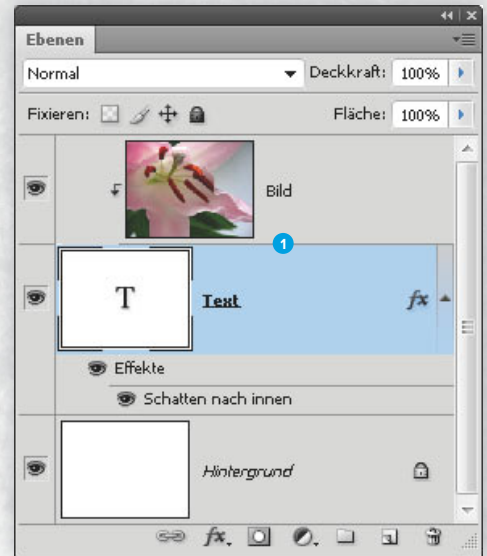 Ebenen
Normal Deckkraft: 100%
Fixieren: Fläche: 100%
Bild
1
T Text fx
Effekte
Schatten nach innen
Hintergrund
fx.